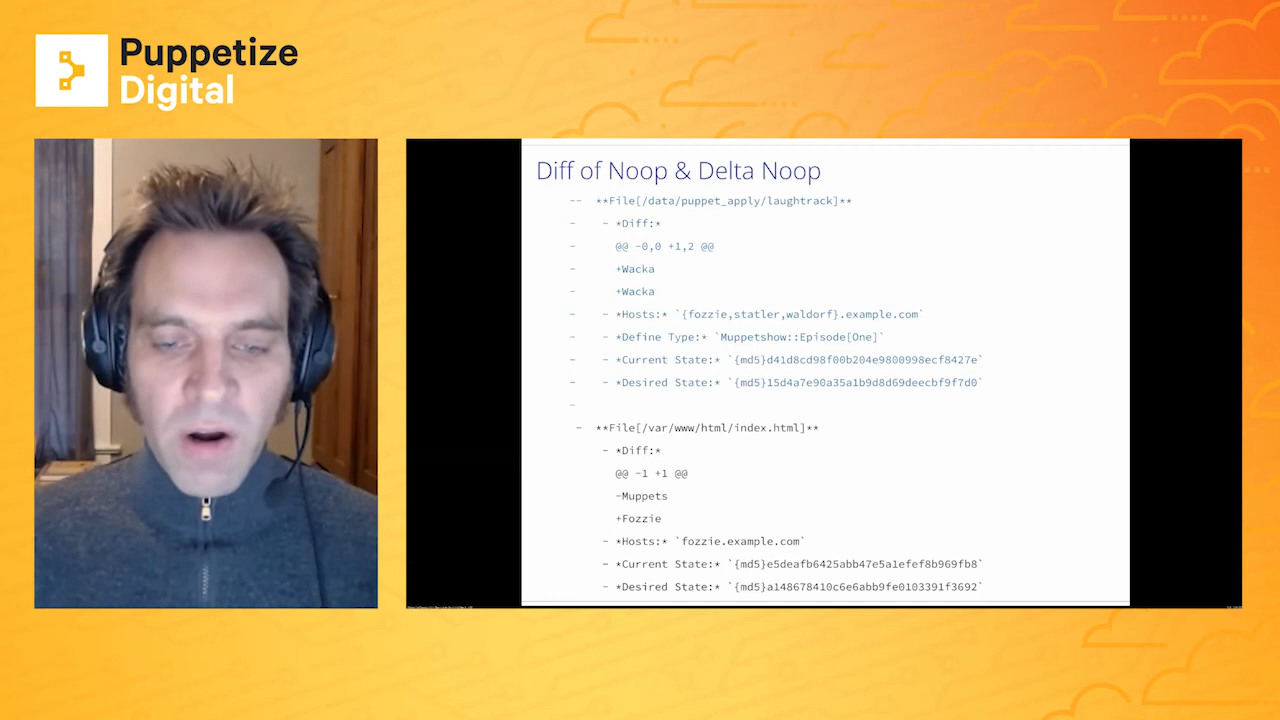 Puppetize
Digital
Diff of Noop & Delta Noop
-- **File[/data/puppet_apply/laughtrack]**
- - *Diff:*
- @@ -0,0 +1,2 @@
- +Wacka
- +Wacka
- - *Hosts:* `{fozzie,statler,waldorf}.example.com`
- - *Define Type:* `Muppetshow::Episode[One]`
- - *Current State:* `{md5}d41d8cd98f00b204e9800998ecf8427e`
- - *Desired State:* `{md5}15d4a7e90a35a1b9d8d69deecbf9f7d0`
-
- **File[/var/www/html/index.html]**
- *Diff:*
@@ -1 +1 @@
-Muppets
+Fozzie
- *Hosts:* `fozzie.example.com`
- *Current State:* `{md5}e5deafb6425abb47e5a1efef8b969fb8`
- *Desired State:* `{md5}a148678410c6e6abb9fe0103391f3692`